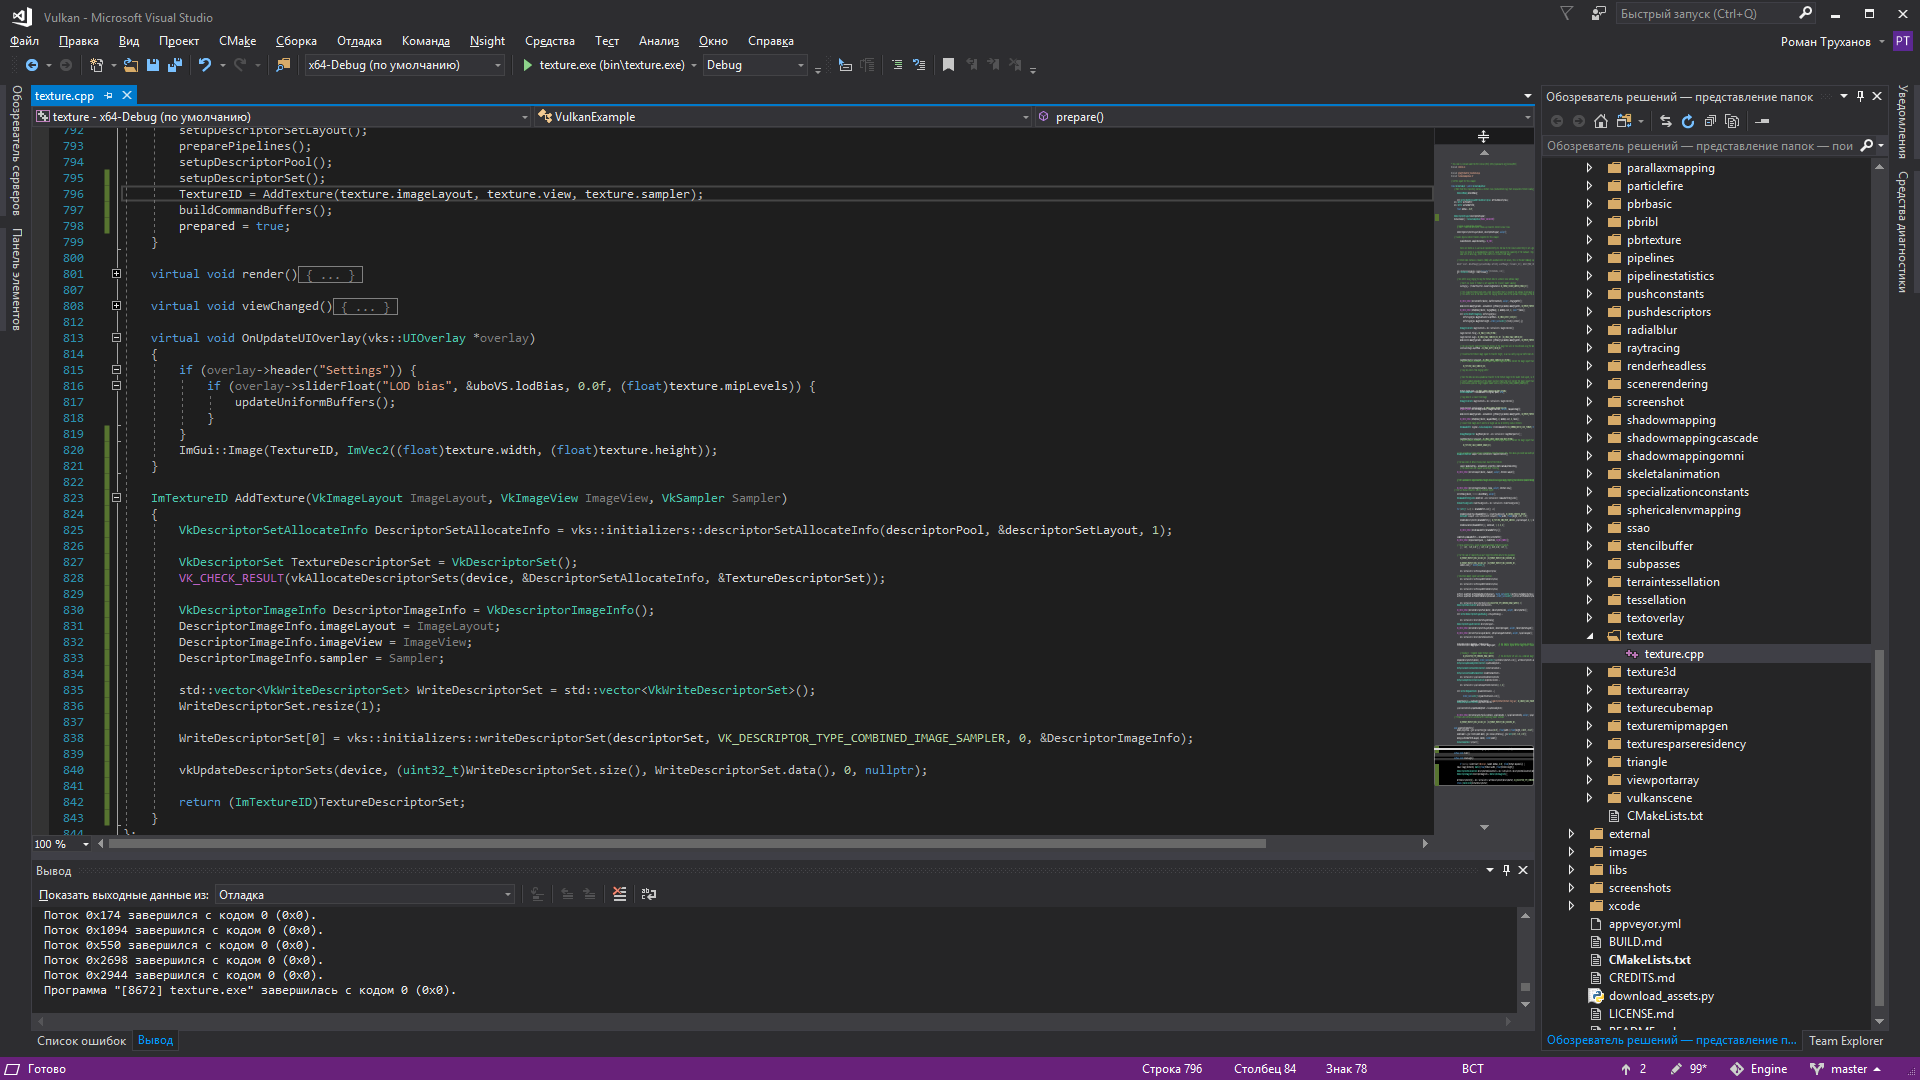 Vulkan - Microsoft Visual Studio
Быстрый запуск (Ctrl+Q)
Файл Правка Вид Проект CMake Сборка Отладка Команда Nsight Средства Тест Анализ Окно Справка
Роман Труханов РТ
x64-Debug (по умолчанию) texture.exe (bin\texture.exe) Debug
Обозреватель серверов
Панель элементов
texture.cpp
texture - x64-Debug (по умолчанию) VulkanExample prepare()
792 setupDescriptorSetLayout();
793 preparePipelines();
794 setupDescriptorPool();
795 setupDescriptorSet();
796 TextureID = AddTexture(texture.imageLayout, texture.view, texture.sampler);
797 buildCommandBuffers();
798 prepared = true;
799 }
800
801 virtual void render(){ ... }
807
808 virtual void viewChanged(){ ... }
812
813 virtual void OnUpdateUIOverlay(vks::UIOverlay *overlay)
814 {
815 if (overlay->header("Settings")) {
816 if (overlay->sliderFloat("LOD bias", &uboVS.lodBias, 0.0f, (float)texture.mipLevels)) {
817 updateUniformBuffers();
818 }
819 }
820 ImGui::Image(TextureID, ImVec2((float)texture.width, (float)texture.height));
821 }
822
823 ImTextureID AddTexture(VkImageLayout ImageLayout, VkImageView ImageView, VkSampler Sampler)
824 {
825 VkDescriptorSetAllocateInfo DescriptorSetAllocateInfo = vks::initializers::descriptorSetAllocateInfo(descriptorPool, &descriptorSetLayout, 1);
826
827 VkDescriptorSet TextureDescriptorSet = VkDescriptorSet();
828 VK_CHECK_RESULT(vkAllocateDescriptorSets(device, &DescriptorSetAllocateInfo, &TextureDescriptorSet));
829
830 VkDescriptorImageInfo DescriptorImageInfo = VkDescriptorImageInfo();
831 DescriptorImageInfo.imageLayout = ImageLayout;
832 DescriptorImageInfo.imageView = ImageView;
833 DescriptorImageInfo.sampler = Sampler;
834
835 std::vector<VkWriteDescriptorSet> WriteDescriptorSet = std::vector<VkWriteDescriptorSet>();
836 WriteDescriptorSet.resize(1);
837
838 WriteDescriptorSet[0] = vks::initializers::writeDescriptorSet(descriptorSet, VK_DESCRIPTOR_TYPE_COMBINED_IMAGE_SAMPLER, 0, &DescriptorImageInfo);
839
840 vkUpdateDescriptorSets(device, (uint32_t)WriteDescriptorSet.size(), WriteDescriptorSet.data(), 0, nullptr);
841
842 return (ImTextureID)TextureDescriptorSet;
843 }
844 };
100 %
Вывод
Показать выходные данные из: Отладка
Поток 0x174 завершился с кодом 0 (0x0).
Поток 0x1094 завершился с кодом 0 (0x0).
Поток 0x550 завершился с кодом 0 (0x0).
Поток 0x2698 завершился с кодом 0 (0x0).
Поток 0x2944 завершился с кодом 0 (0x0).
Программа "[8672] texture.exe" завершилась с кодом 0 (0x0).
Список ошибок Вывод
Обозреватель решений — представление папок
Обозреватель решений — представление папок — пои
parallaxmapping
particlefire
pbrbasic
pbribl
pbrtexture
pipelines
pipelinestatistics
pushconstants
pushdescriptors
radialblur
raytracing
renderheadless
scenerendering
screenshot
shadowmapping
shadowmappingcascade
shadowmappingomni
skeletalanimation
specializationconstants
sphericalenvmapping
ssao
stencilbuffer
subpasses
terraintessellation
tessellation
textoverlay
texture
texture.cpp
texture3d
texturearray
texturecubemap
texturemipmapgen
texturesparseresidency
triangle
viewportarray
vulkanscene
CMakeLists.txt
external
images
libs
screenshots
xcode
appveyor.yml
BUILD.md
CMakeLists.txt
CREDITS.md
download_assets.py
LICENSE.md
README.md
Обозреватель решений — представление п... Team Explorer
Уведомления
Средства диагностики
Готово Строка 796 Столбец 84 Знак 78 ВСТ 2 99* Engine master